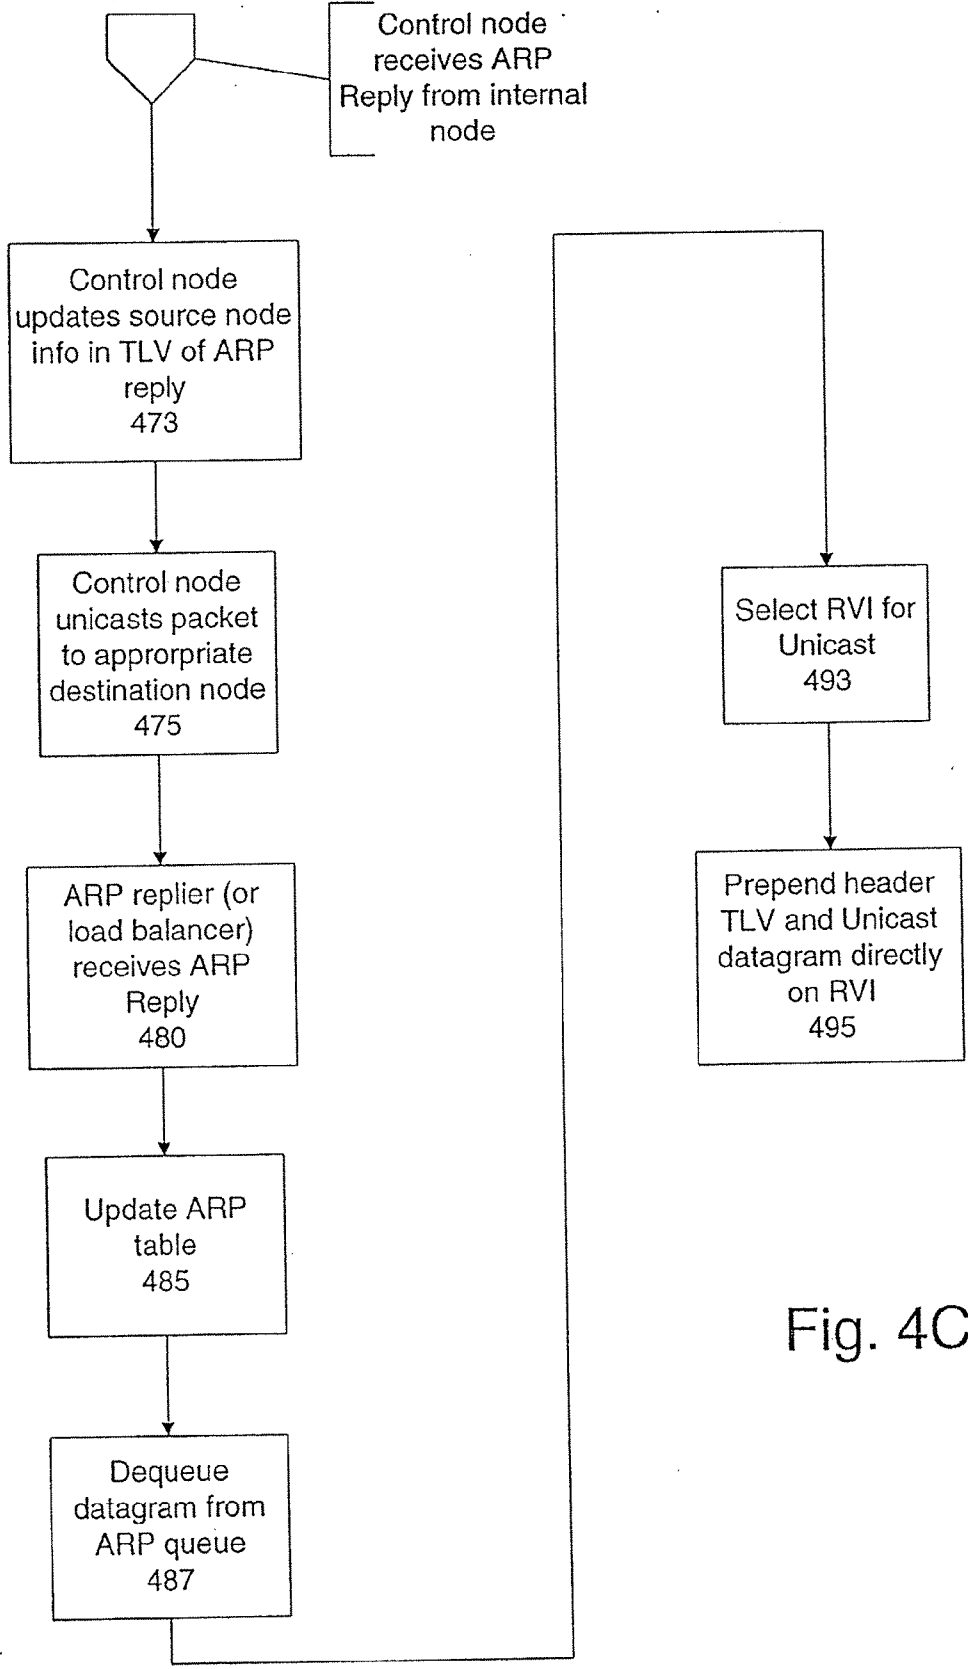 Control node
receives ARP
Reply from internal
node
Control node
updates source node
info in TLV of ARP
reply
473
Control node
unicasts packet
to approrpriate
destination node
475
ARP replier (or
load balancer)
receives ARP
Reply
480
Update ARP
table
485
Dequeue
datagram from
ARP queue
487
Select RVI for
Unicast
493
Prepend header
TLV and Unicast
datagram directly
on RVI
495
Fig. 4C